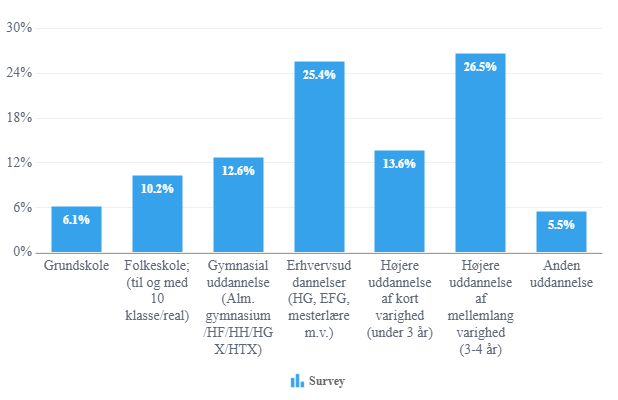 30%
24%
18%
12%
6%
0%
6.1%
10.2%
12.6%
25.4%
13.6%
26.5%
5.5%
Grundskole
Folkeskole;
(til og med
10
klasse/real)
Gymnasial
uddannelse
(Alm.
gymnasium
/HF/HH/HG
X/HTX)
Erhvervsud
dannelser
(HG, EFG,
mesterlære
m.v.)
Højere
uddannelse
af kort
varighed
(under 3 år)
Højere
uddannelse
af
mellemlang
varighed
(3-4 år)
Anden
uddannelse
Survey